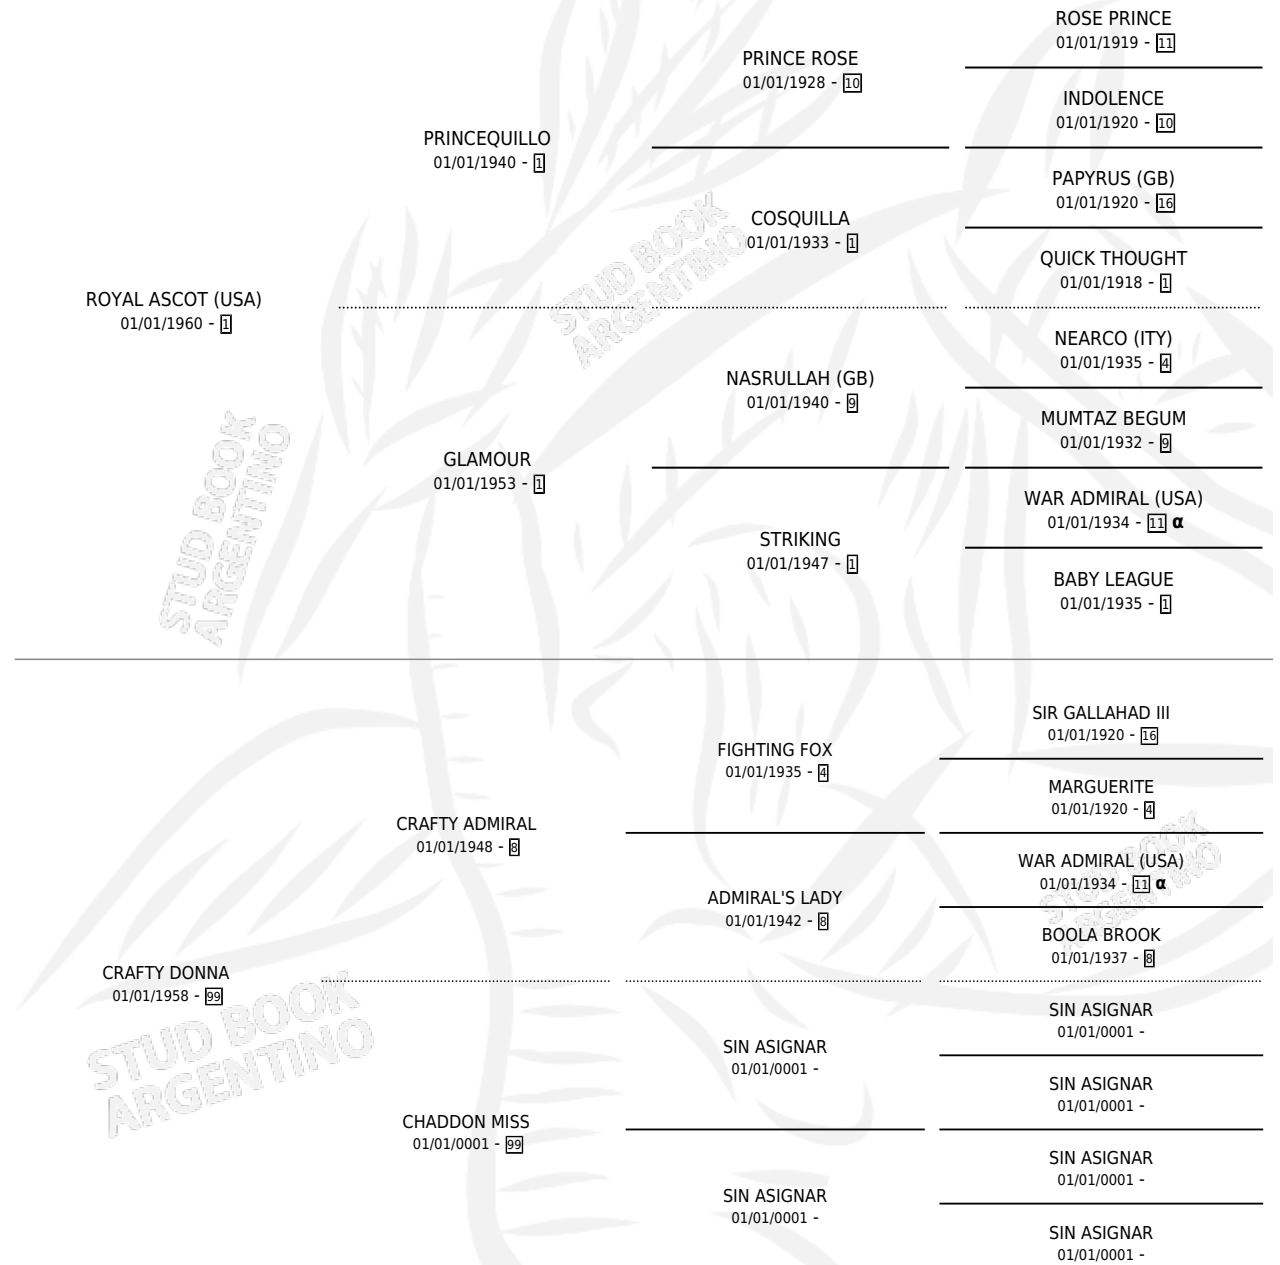 ROSE PRINCE
01/01/1919 - 11
PRINCE ROSE
01/01/1928 - 10
INDOLENCE
01/01/1920 - 10
PRINCEQUILLO
01/01/1940 - 1
PAPYRUS (GB)
01/01/1920 - 16
COSQUILLA
01/01/1933 - 1
QUICK THOUGHT
01/01/1918 - 1
ROYAL ASCOT (USA)
01/01/1960 - 1
NEARCO (ITY)
01/01/1935 - 4
NASRULLAH (GB)
01/01/1940 - 9
MUMTAZ BEGUM
01/01/1932 - 9
GLAMOUR
01/01/1953 - 1
WAR ADMIRAL (USA)
01/01/1934 - 11 α
STRIKING
01/01/1947 - 1
BABY LEAGUE
01/01/1935 - 1
SIR GALLAHAD III
01/01/1920 - 16
FIGHTING FOX
01/01/1935 - 4
MARGUERITE
01/01/1920 - 4
CRAFTY ADMIRAL
01/01/1948 - 8
WAR ADMIRAL (USA)
01/01/1934 - 11 α
ADMIRAL'S LADY
01/01/1942 - 8
BOOLA BROOK
01/01/1937 - 8
CRAFTY DONNA
01/01/1958 - 99
SIN ASIGNAR
01/01/0001 -
SIN ASIGNAR
01/01/0001 -
SIN ASIGNAR
01/01/0001 -
CHADDON MISS
01/01/0001 - 99
SIN ASIGNAR
01/01/0001 -
SIN ASIGNAR
01/01/0001 -
SIN ASIGNAR
01/01/0001 -
STUD BOOK
ARGENTINO
STUD BOOK
ARGENTINO
STUD BOOK
ARGENTINO
STUD BOOK
ARGENTINO